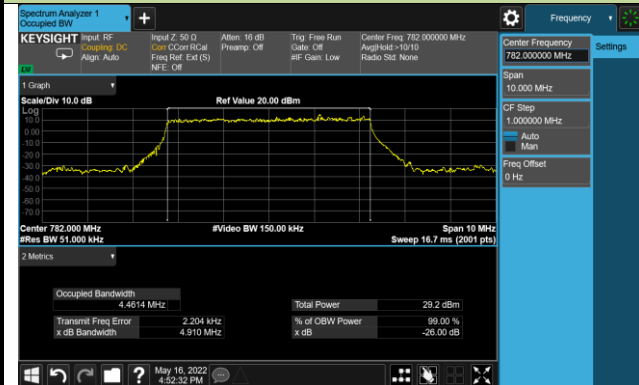 Spectrum Analyzer 1
Occupied BW
+
Frequency
KEYSIGHT
Input: RF
Coupling: DC
Align: Auto
Input Z: 50 Ω
Corr CCorr RCal
Freq Ref: Ext (S)
NFE: Off
Atten: 16 dB
Preamp: Off
Trig: Free Run
Gate: Off
#IF Gain: Low
Center Freq: 782.000000 MHz
Avg|Hold:>10/10
Radio Std: None
1 Graph
Scale/Div 10.0 dB
Ref Value 20.00 dBm
Log
10.0
0.00
-10.0
-20.0
-30.0
-40.0
-50.0
-60.0
-70.0
Center 782.000 MHz
#Video BW 150.00 kHz
Span 10 MHz
#Res BW 51.000 kHz
Sweep 16.7 ms (2001 pts)
2 Metrics
Occupied Bandwidth
4.4614 MHz
Total Power 29.2 dBm
Transmit Freq Error 2.204 kHz
% of OBW Power 99.00 %
x dB Bandwidth 4.910 MHz
x dB -26.00 dB
?
May 16, 2022
4:52:32 PM
Center Frequency
782.000000 MHz
Settings
Span
10.000 MHz
CF Step
1.000000 MHz
Auto
Man
Freq Offset
0 Hz